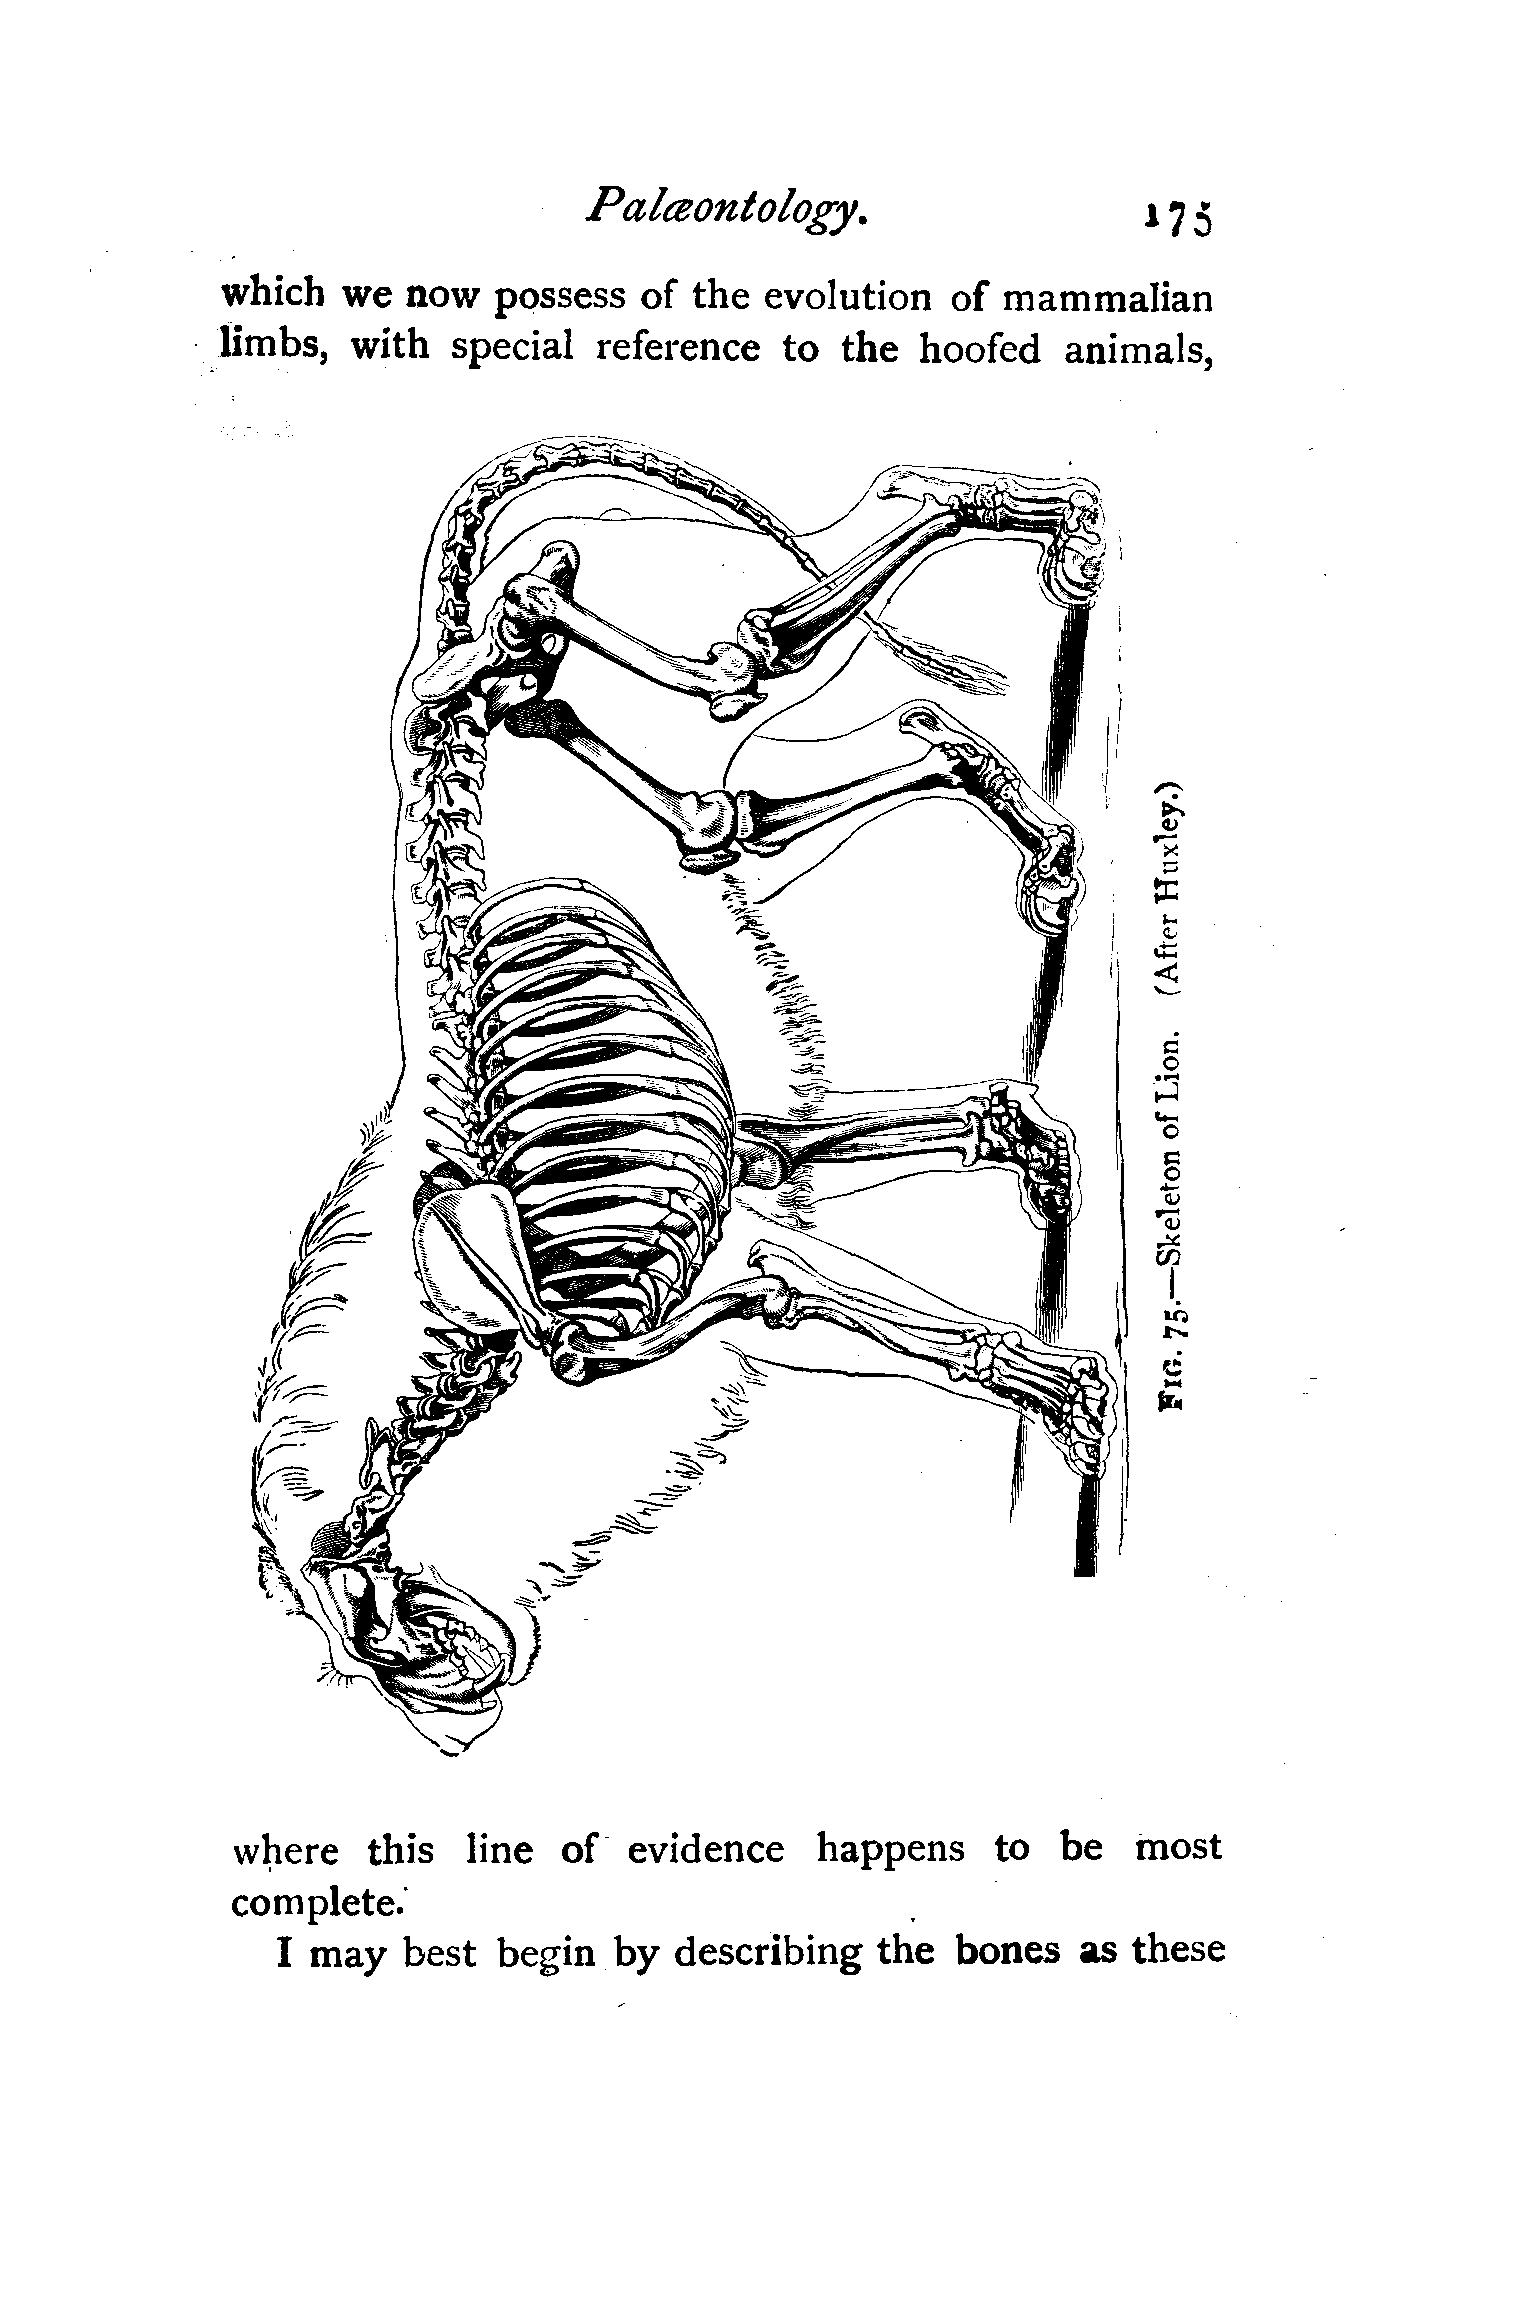 Palæontology. 175
which we now possess of the evolution of mammalian
limbs, with special reference to the hoofed animals,
FIG. 75.—Skeleton of Lion. (After Huxley.)
where this line of evidence happens to be most
complete.
I may best begin by describing the bones as these